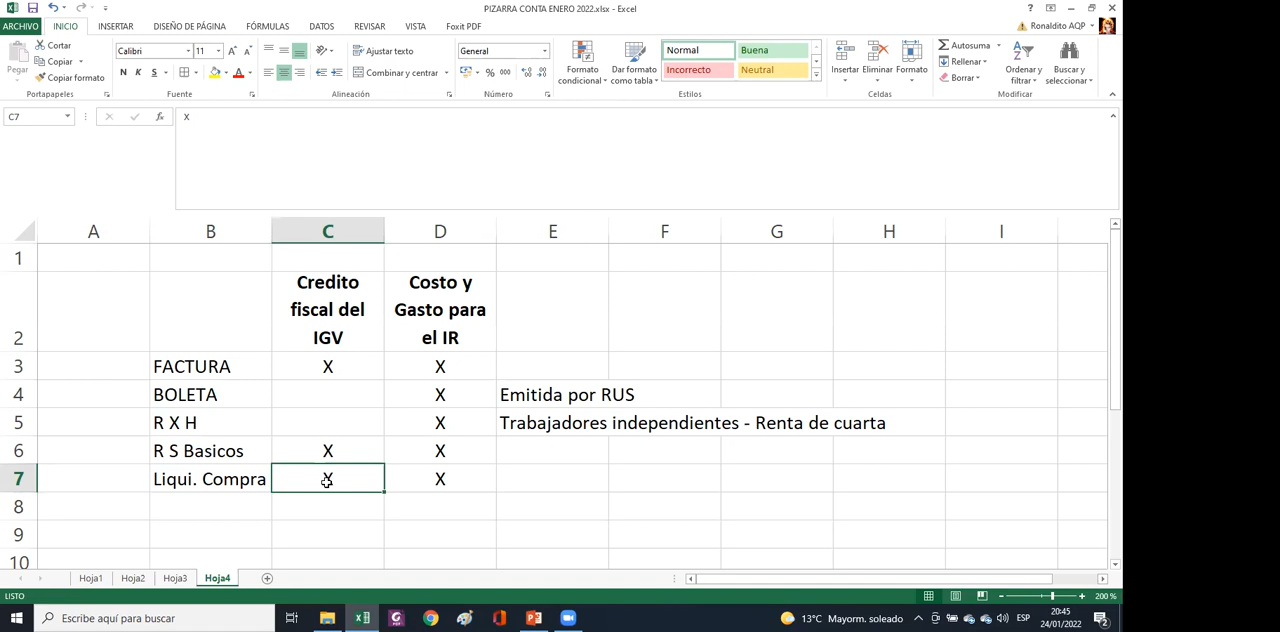 PIZARRA CONTA ENERO 2022.xlsx - Excel
ARCHIVO INICIO INSERTAR DISEÑO DE PÁGINA FÓRMULAS DATOS REVISAR VISTA Foxit PDF Ronaldito AQP
Pegar
Cortar
Copiar
Copiar formato
Portapapeles
Calibri 11
N K S
Fuente
Ajustar texto
Combinar y centrar
Alineación
General
% 000
Número
Formato condicional
Dar formato como tabla
Normal Buena
Incorrecto Neutral
Estilos
Insertar Eliminar Formato
Celdas
Autosuma
Rellenar
Borrar
Ordenar y filtrar
Buscar y seleccionar
Modificar
C7 fx X
A B C D E F G H I
1
2 Credito fiscal del IGV Costo y Gasto para el IR
3 FACTURA X X
4 BOLETA X Emitida por RUS
5 R X H X Trabajadores independientes - Renta de cuarta
6 R S Basicos X X
7 Liqui. Compra X X
8
9
10
Hoja1 Hoja2 Hoja3 Hoja4
LISTO 200 %
Escribe aquí para buscar
13°C Mayorm. soleado
ESP
20:45
24/01/2022
2